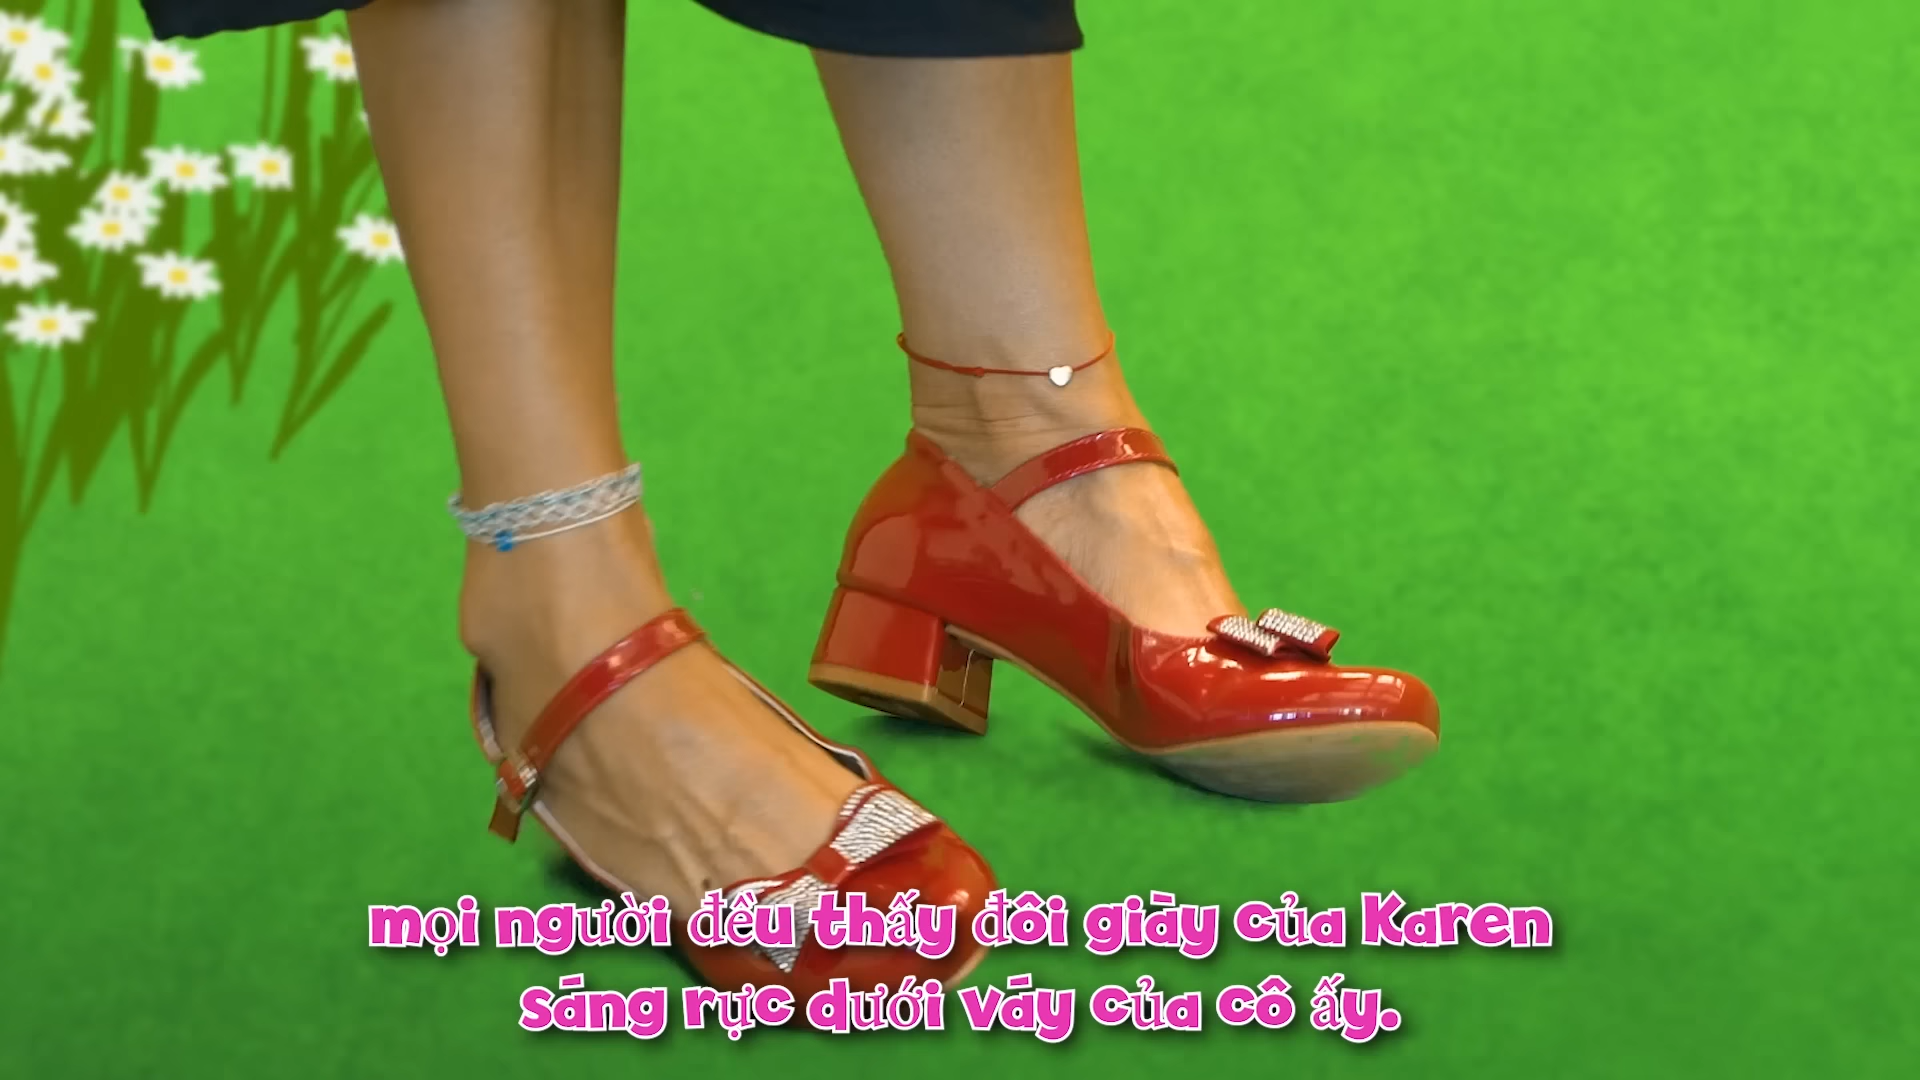 mọi người đều thấy đôi giày của Karen
sáng rực dưới váy của cô ấy.